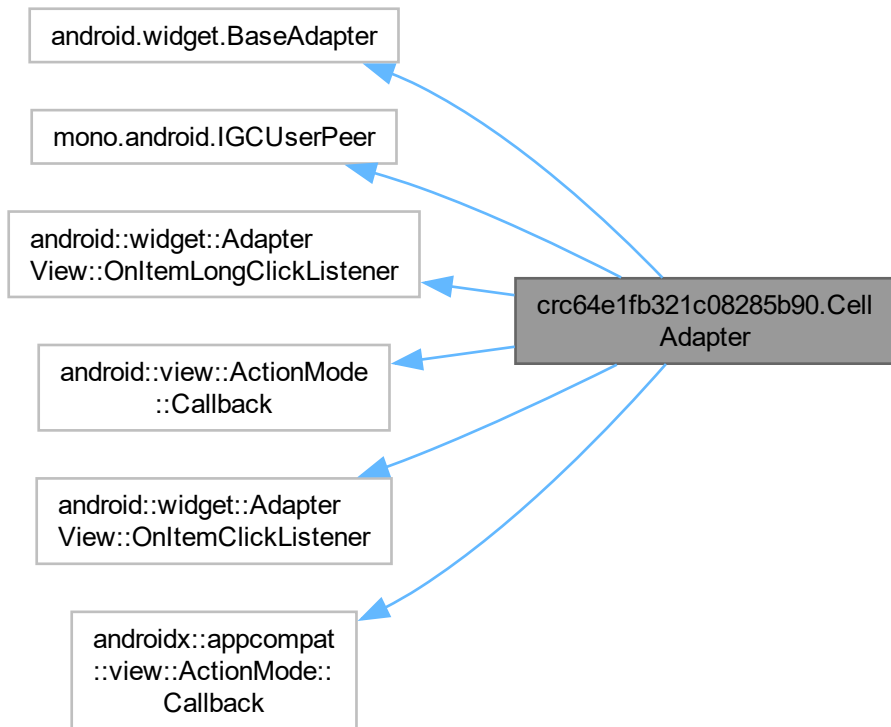 android.widget.BaseAdapter
mono.android.IGCUserPeer
android::widget::Adapter
View::OnItemLongClickListener
crc64e1fb321c08285b90.Cell
Adapter
android::view::ActionMode
::Callback
android::widget::Adapter
View::OnItemClickListener
androidx::appcompat
::view::ActionMode::
Callback